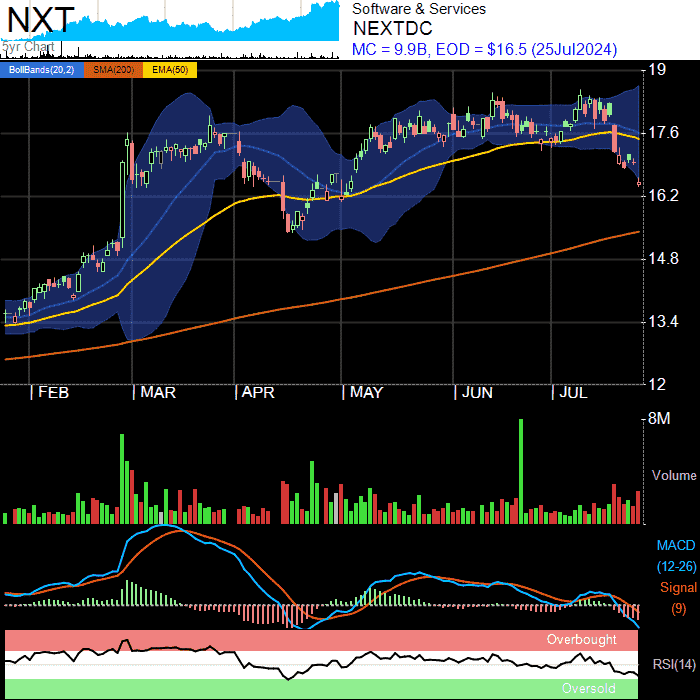 NXT
5yr Chart
Software & Services
NEXTDC
MC = 9.9B, EOD = $16.5 (25Jul2024)
BollBands(20,2) SMA(200) EMA(50)
19
17.6
16.2
14.8
13.4
12
FEB MAR APR MAY JUN JUL
8M
Volume
MACD
(12-26)
Signal
(9)
Overbought
RSI(14)
Oversold